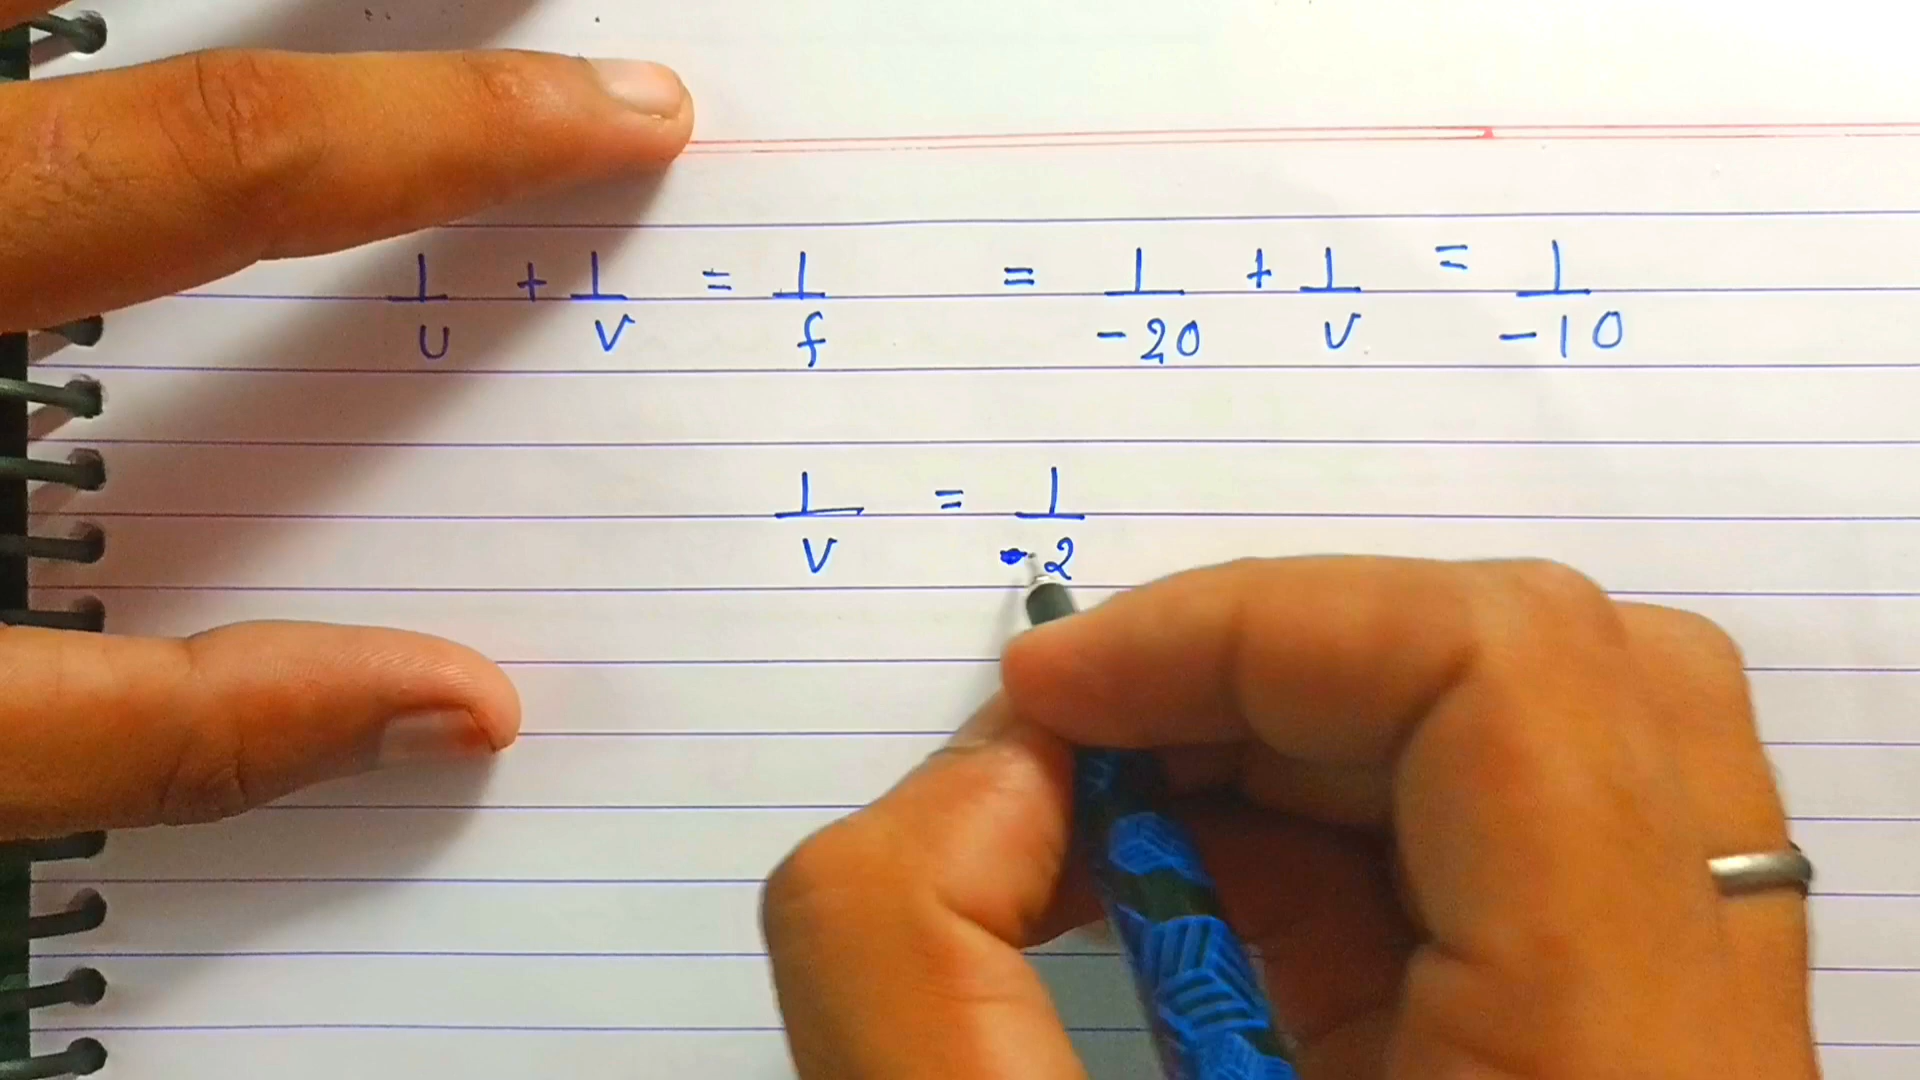 1/u + 1/v = 1/f = 1/-20 + 1/v = 1/-10
1/v = 1/-2